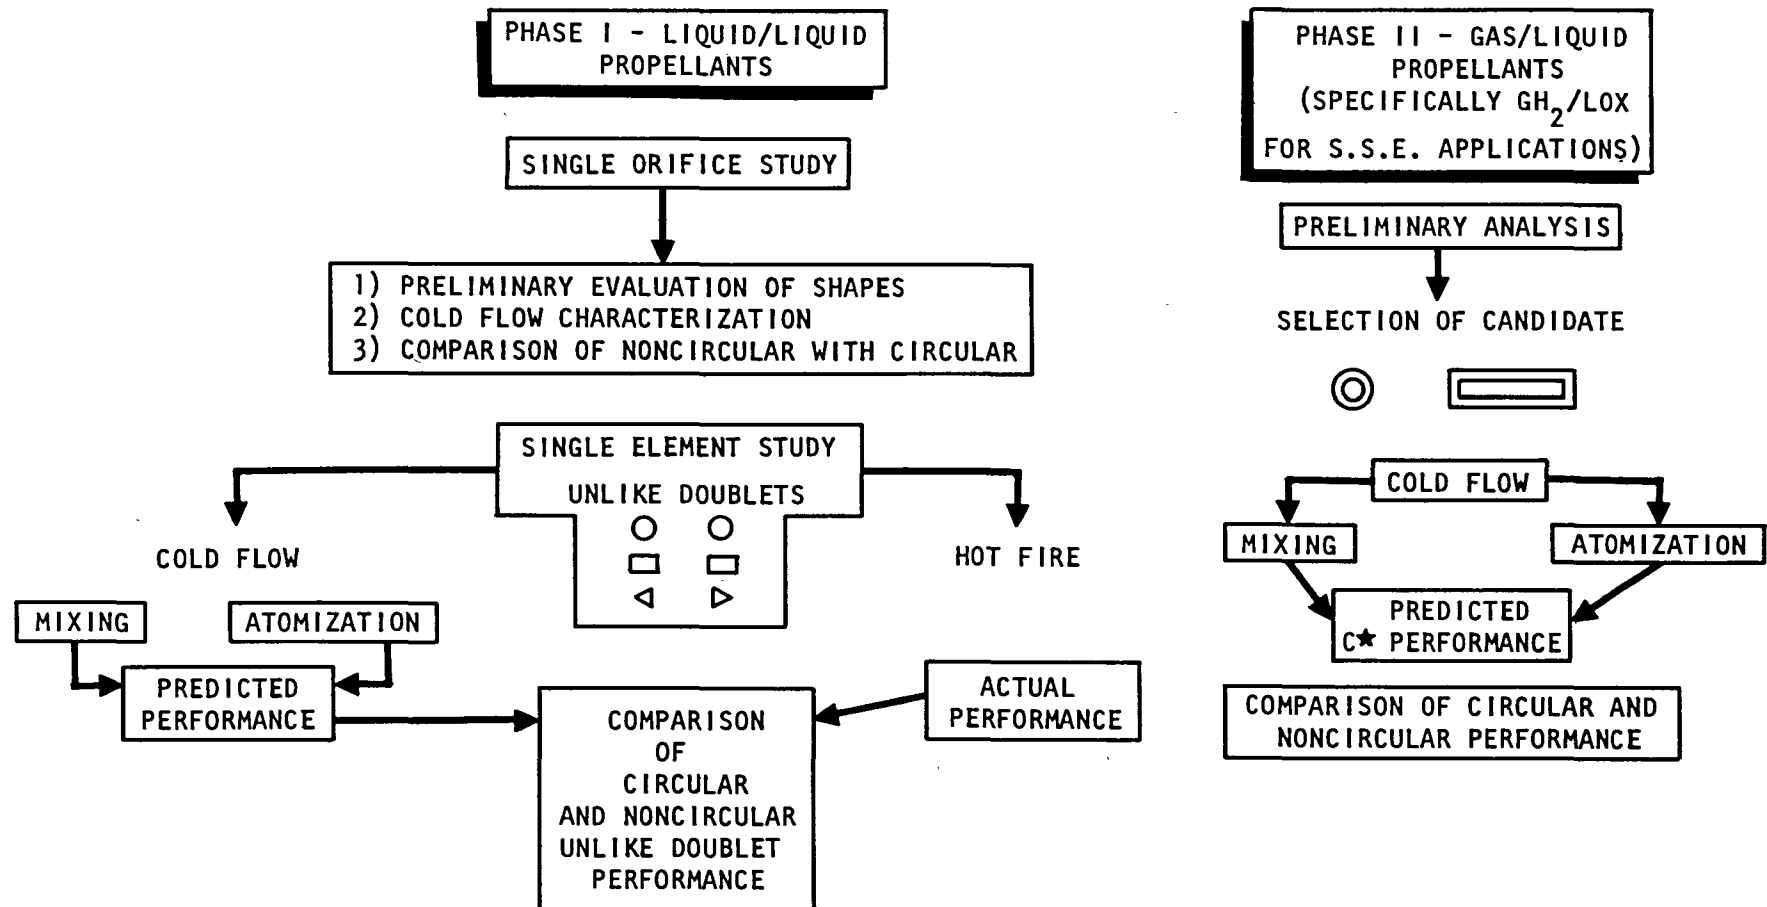 PHASE I - LIQUID/LIQUID
PROPELLANTS
SINGLE ORIFICE STUDY
1) PRELIMINARY EVALUATION OF SHAPES
2) COLD FLOW CHARACTERIZATION
3) COMPARISON OF NONCIRCULAR WITH CIRCULAR
SINGLE ELEMENT STUDY
UNLIKE DOUBLETS
COLD FLOW
HOT FIRE
MIXING
ATOMIZATION
PREDICTED
PERFORMANCE
ACTUAL
PERFORMANCE
COMPARISON
OF
CIRCULAR
AND NONCIRCULAR
UNLIKE DOUBLET
PERFORMANCE
PHASE II - GAS/LIQUID
PROPELLANTS
(SPECIFICALLY GH2/LOX
FOR S.S.E. APPLICATIONS)
PRELIMINARY ANALYSIS
SELECTION OF CANDIDATE
COLD FLOW
MIXING
ATOMIZATION
PREDICTED
C★ PERFORMANCE
COMPARISON OF CIRCULAR AND
NONCIRCULAR PERFORMANCE